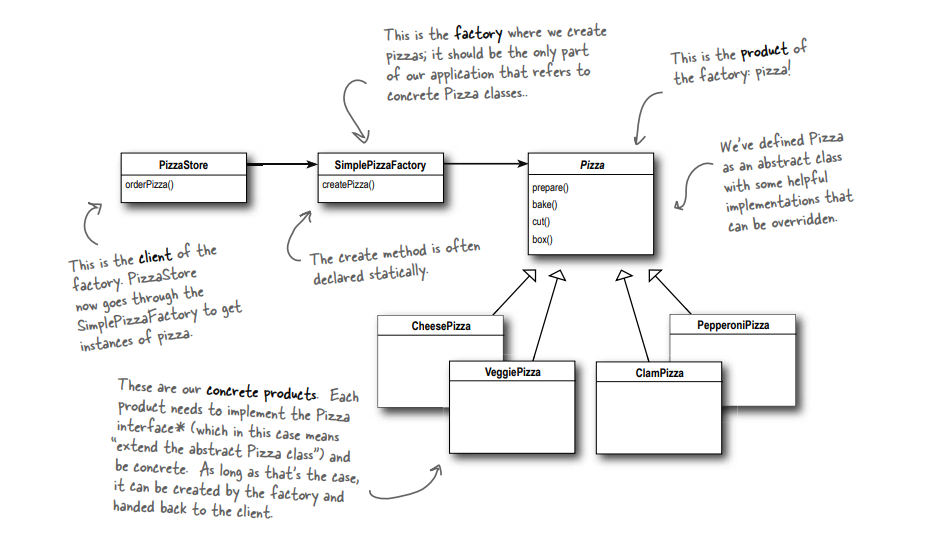 This is the factory where we create
pizzas; it should be the only part
of our application that refers to
concrete Pizza classes..
This is the product of
the factory: pizza!
We've defined Pizza
as an abstract class
with some helpful
implementations that
can be overridden.
PizzaStore
orderPizza()
SimplePizzaFactory
createPizza()
Pizza
prepare()
bake()
cut()
box()
This is the client of the
factory. PizzaStore
now goes through the
SimplePizzaFactory to get
instances of pizza.
The create method is often
declared statically.
CheesePizza
VeggiePizza
ClamPizza
PepperoniPizza
These are our concrete products. Each
product needs to implement the Pizza
interface* (which in this case means
“extend the abstract Pizza class”) and
be concrete. As long as that's the case,
it can be created by the factory and
handed back to the client.